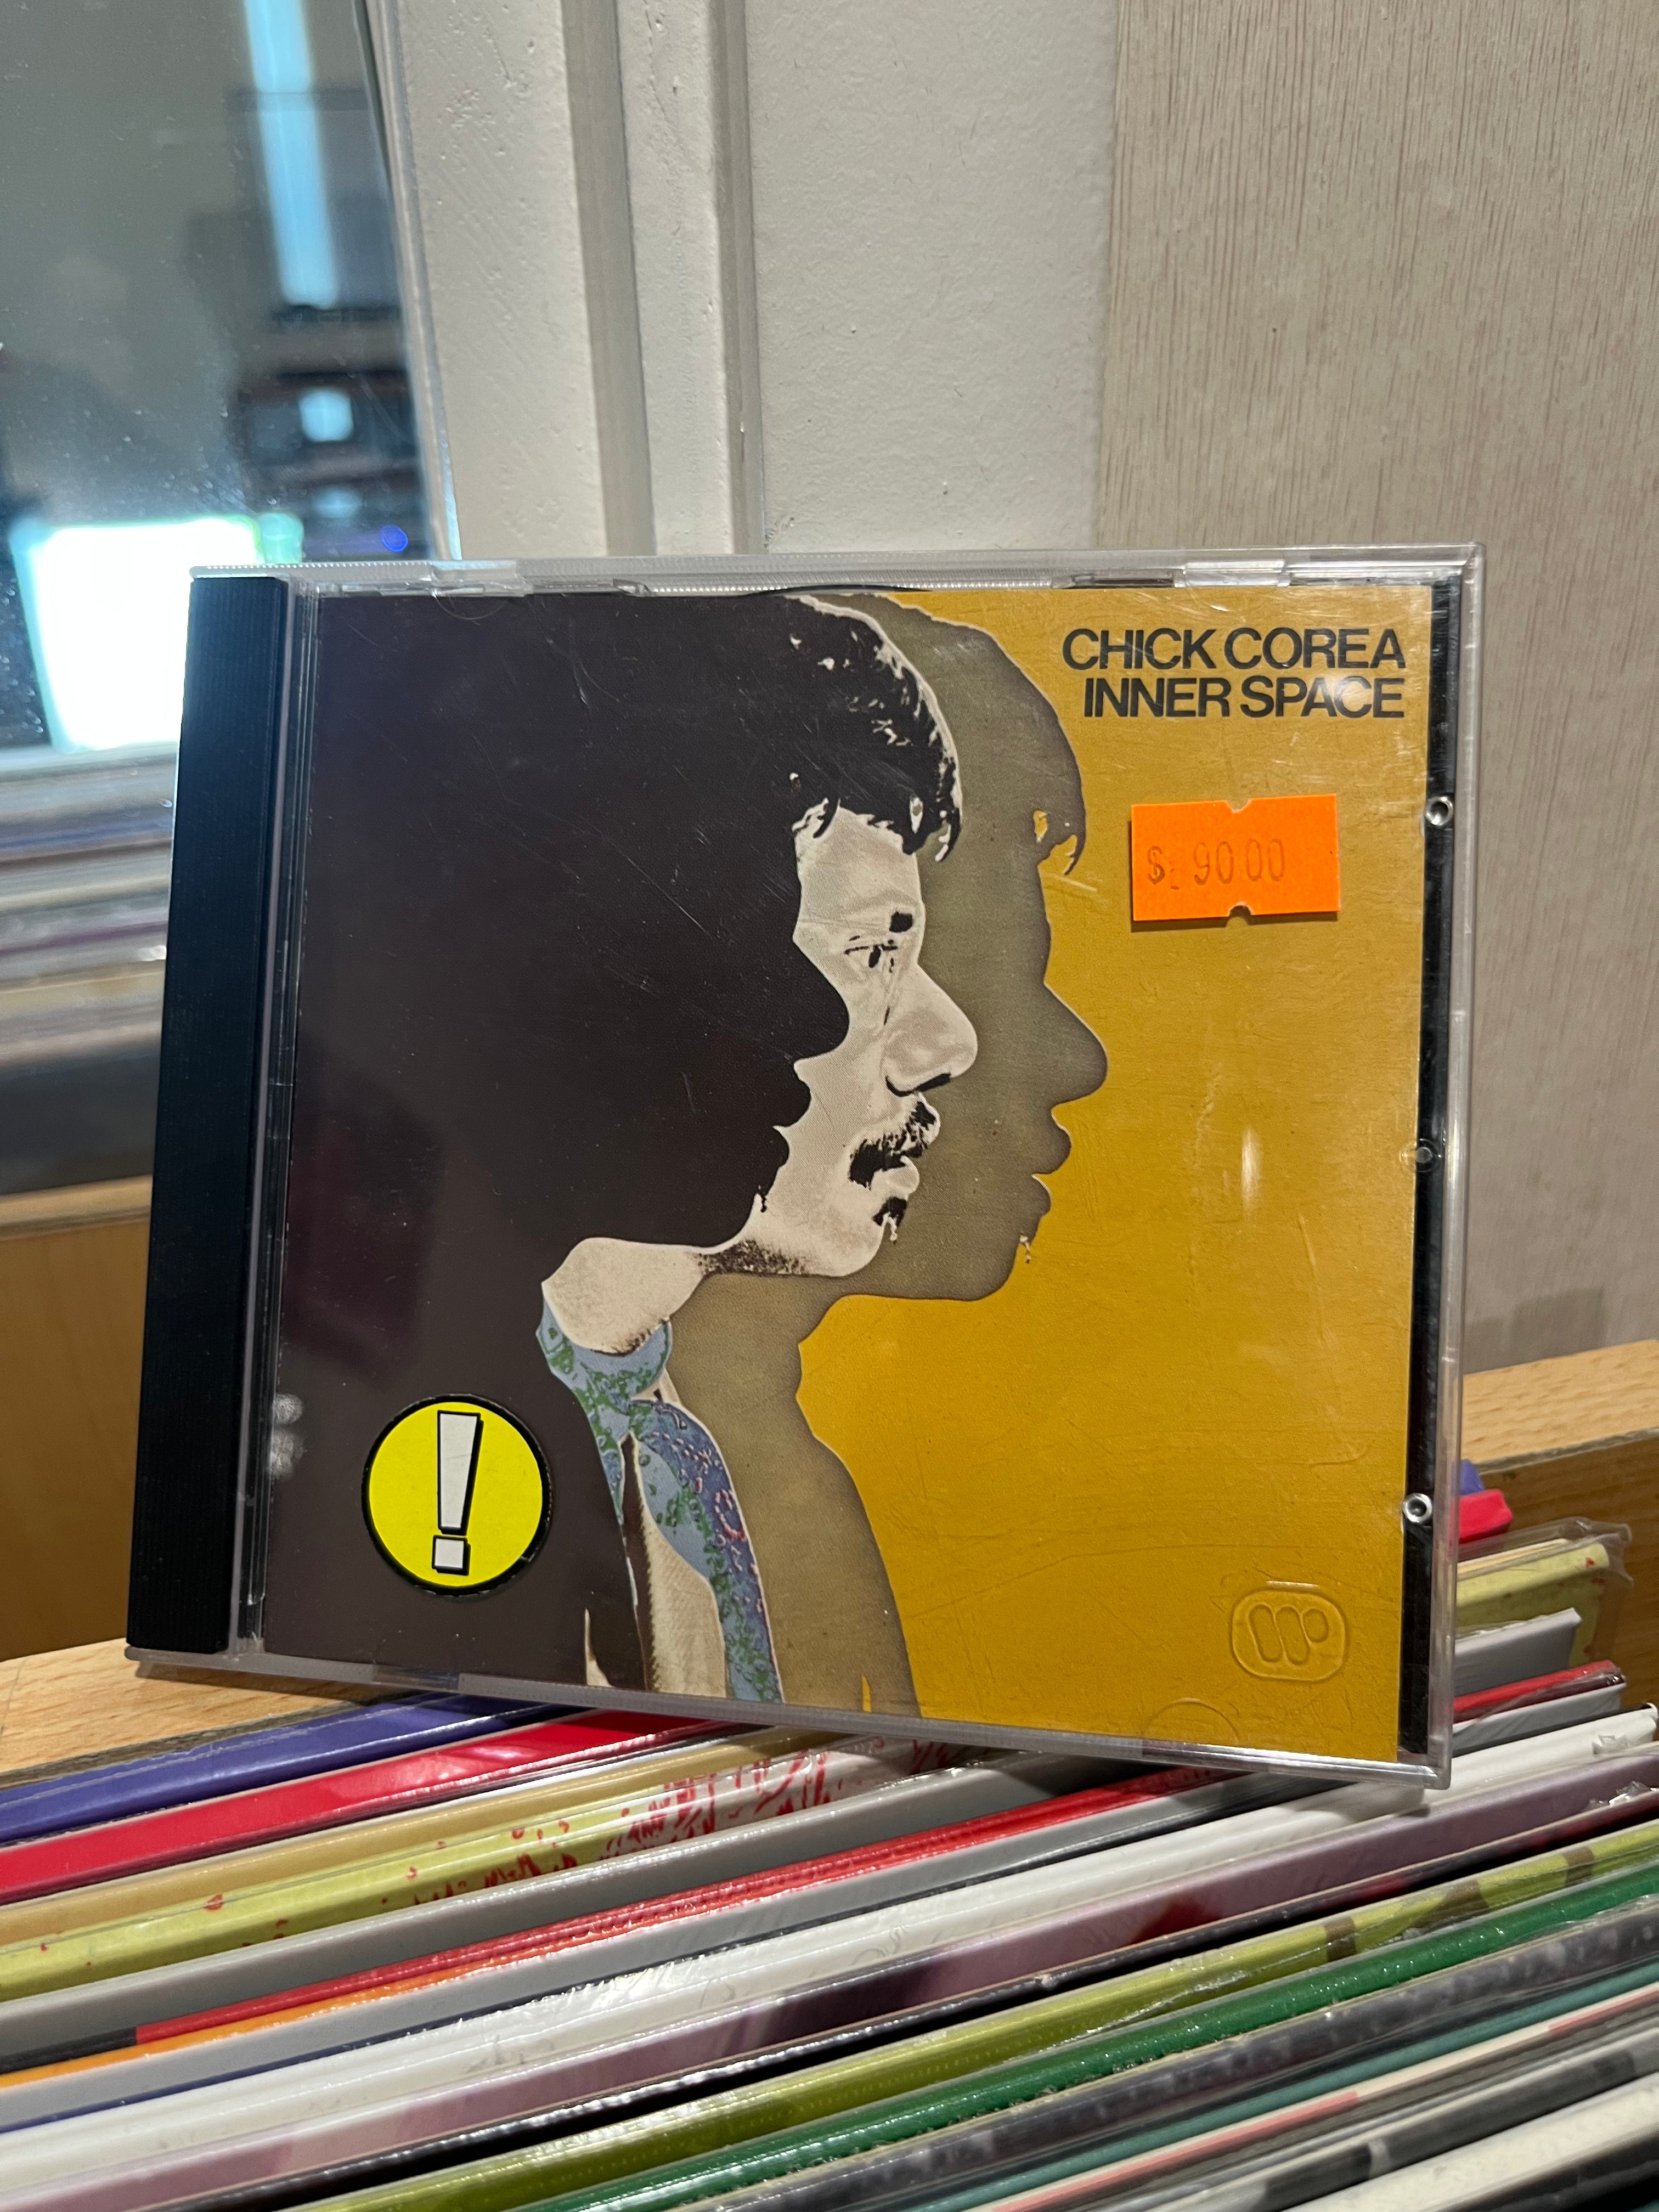 CHICK COREA
INNER SPACE
$ 90.00
!